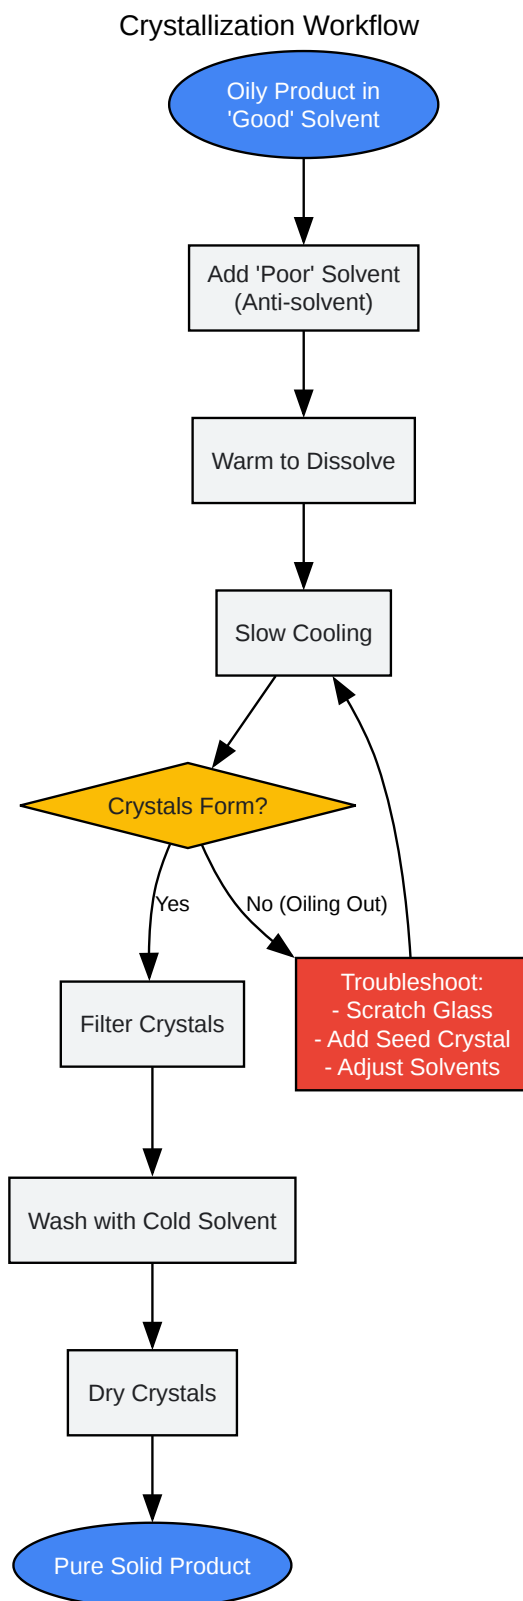 Crystallization Workflow
Oily Product in
'Good' Solvent
Add 'Poor' Solvent
(Anti-solvent)
Warm to Dissolve
Slow Cooling
Crystals Form?
Yes
No (Oiling Out)
Troubleshoot:
- Scratch Glass
- Add Seed Crystal
- Adjust Solvents
Filter Crystals
Wash with Cold Solvent
Dry Crystals
Pure Solid Product